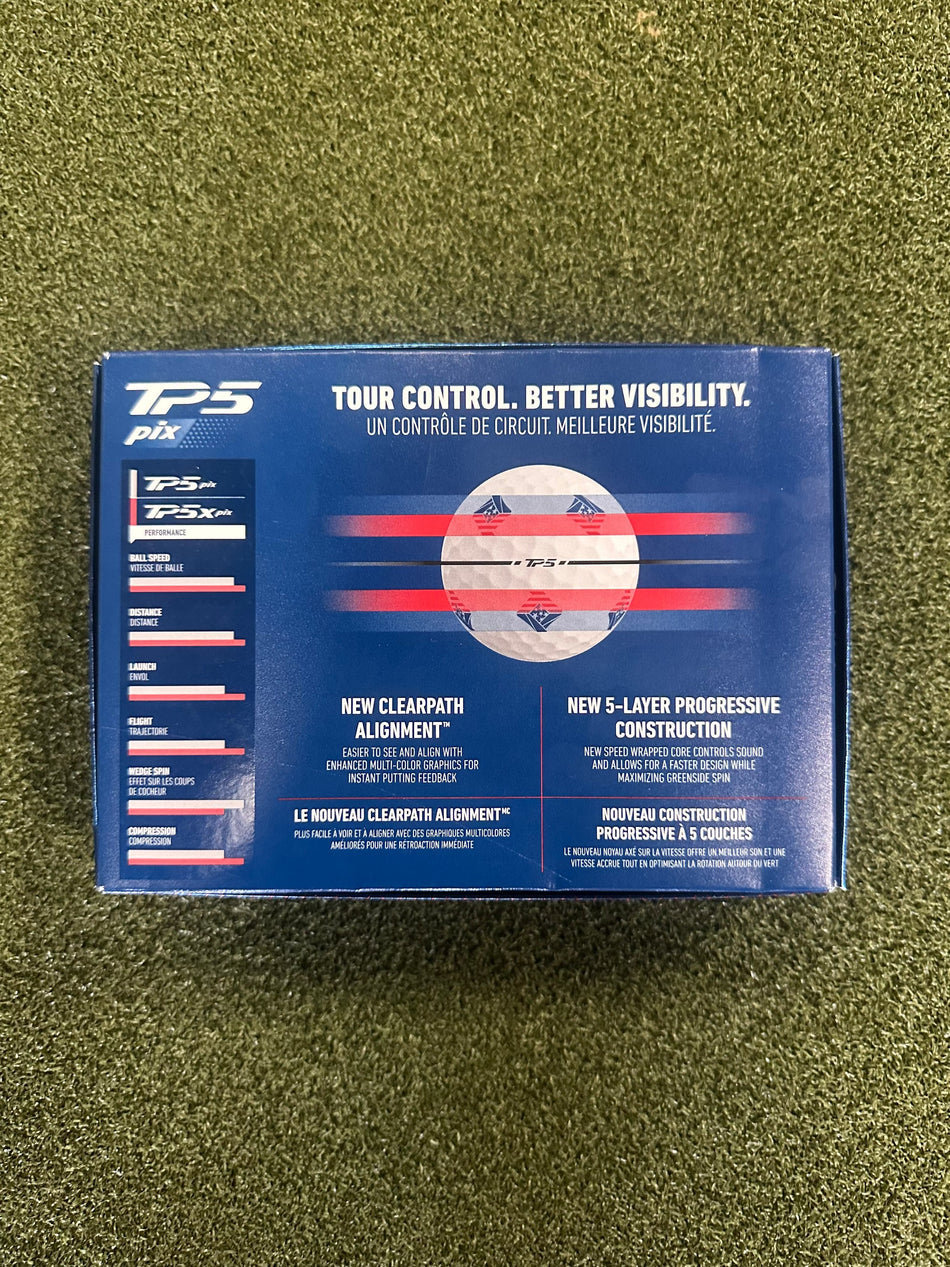 TP5
pix
TOUR CONTROL. BETTER VISIBILITY.
UN CONTRÔLE DE CIRCUIT. MEILLEURE VISIBILITÉ.
TP5 pix
TP5x pix
PERFORMANCE
BALL SPEED
VITESSE DE BALLE
DISTANCE
DISTANCE
LAUNCH
ENVOL
FLIGHT
TRAJECTOIRE
WEDGE SPIN
EFFET SUR LES COUPS
DE COCHEUR
COMPRESSION
COMPRESSION
TP5
NEW CLEARPATH
ALIGNMENT™
EASIER TO SEE AND ALIGN WITH
ENHANCED MULTI-COLOR GRAPHICS FOR
INSTANT PUTTING FEEDBACK
NEW 5-LAYER PROGRESSIVE
CONSTRUCTION
NEW SPEED WRAPPED CORE CONTROLS SOUND
AND ALLOWS FOR A FASTER DESIGN WHILE
MAXIMIZING GREENSIDE SPIN
LE NOUVEAU CLEARPATH ALIGNMENT MC
PLUS FACILE À VOIR ET À ALIGNER AVEC DES GRAPHIQUES MULTICOLORES
AMÉLIORÉS POUR UNE RÉTROACTION IMMÉDIATE
NOUVEAU CONSTRUCTION
PROGRESSIVE À 5 COUCHES
LE NOUVEAU NOYAU AXÉ SUR LA VITESSE OFFRE UN MEILLEUR SON ET UNE
VITESSE ACCRUE TOUT EN OPTIMISANT LA ROTATION AUTOUR DU VERT